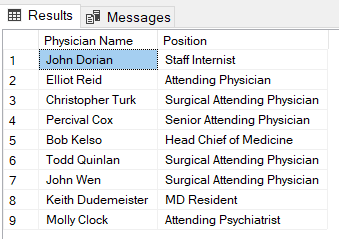 Results Messages
Physician Name Position
1 John Dorian Staff Internist
2 Elliot Reid Attending Physician
3 Christopher Turk Surgical Attending Physician
4 Percival Cox Senior Attending Physician
5 Bob Kelso Head Chief of Medicine
6 Todd Quinlan Surgical Attending Physician
7 John Wen Surgical Attending Physician
8 Keith Dudemeister MD Resident
9 Molly Clock Attending Psychiatrist